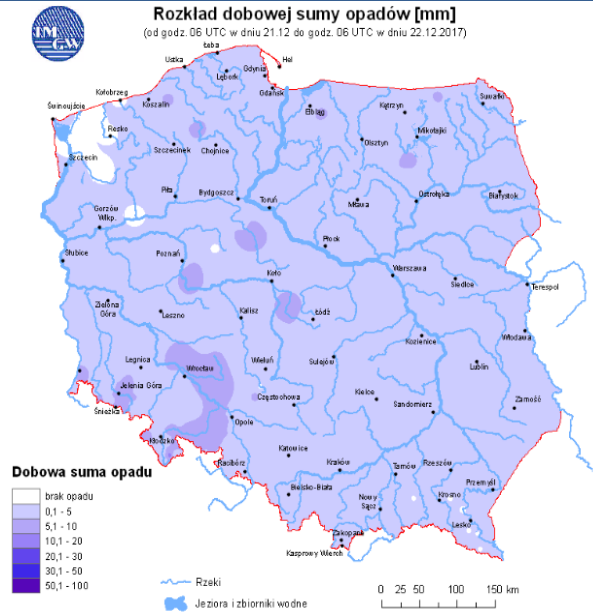 IM
GW
Rozkład dobowej sumy opadów [mm]
(od godz. 06 UTC w dniu 21.12 do godz. 06 UTC w dniu 22.12.2017)
Łeba
Hel
Ustka
Gdynia
Lębork
Gdańsk
Kołobrzeg
Koszalin
Świnoujście
Elbląg
Kętrzyn
Suwałki
Resko
Mikołajki
Olsztyn
Szczecinek
Chojnice
Szczecin
Piła
Bydgoszcz
Toruń
Mława
Ostrołęka
Białystok
Gorzów
Wlkp.
Płock
Słubice
Poznań
Koło
Warszawa
Siedlce
Terespol
Zielona
Góra
Leszno
Kalisz
Łódź
Kozienice
Włodawa
Legnica
Wrocław
Wieluń
Sulejów
Lublin
Jelenia Góra
Śnieżka
Częstochowa
Kielce
Sandomierz
Zamość
Opole
Kłodzko
Racibórz
Katowice
Kraków
Tarnów
Rzeszów
Przemyśl
Bielsko-Biała
Nowy
Sącz
Krosno
Lesko
Zakopane
Kasprowy Wierch
Dobowa suma opadu
brak opadu
0,1 - 5
5,1 - 10
10,1 - 20
20,1 - 30
30,1 - 50
50,1 - 100
Rzeki
Jeziora i zbiorniki wodne
0 25 50 100 150 km